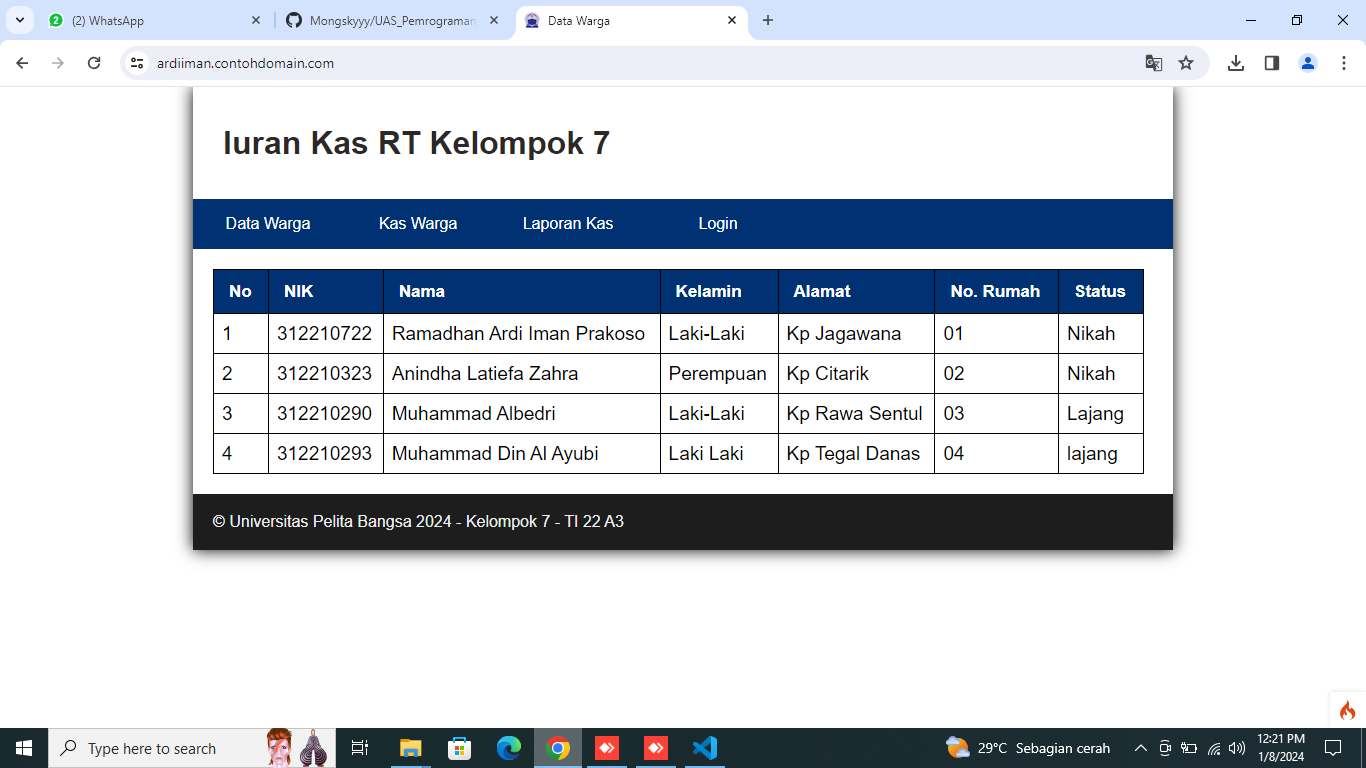 (2) WhatsApp
Mongskyyy/UAS_Pemrograman
Data Warga
ardiiman.contohdomain.com
Iuran Kas RT Kelompok 7
Data Warga Kas Warga Laporan Kas Login
No NIK Nama Kelamin Alamat No. Rumah Status
1 312210722 Ramadhan Ardi Iman Prakoso Laki-Laki Kp Jagawana 01 Nikah
2 312210323 Anindha Latiefa Zahra Perempuan Kp Citarik 02 Nikah
3 312210290 Muhammad Albedri Laki-Laki Kp Rawa Sentul 03 Lajang
4 312210293 Muhammad Din Al Ayubi Laki Laki Kp Tegal Danas 04 lajang
© Universitas Pelita Bangsa 2024 - Kelompok 7 - TI 22 A3
Type here to search
29°C Sebagian cerah
12:21 PM
1/8/2024